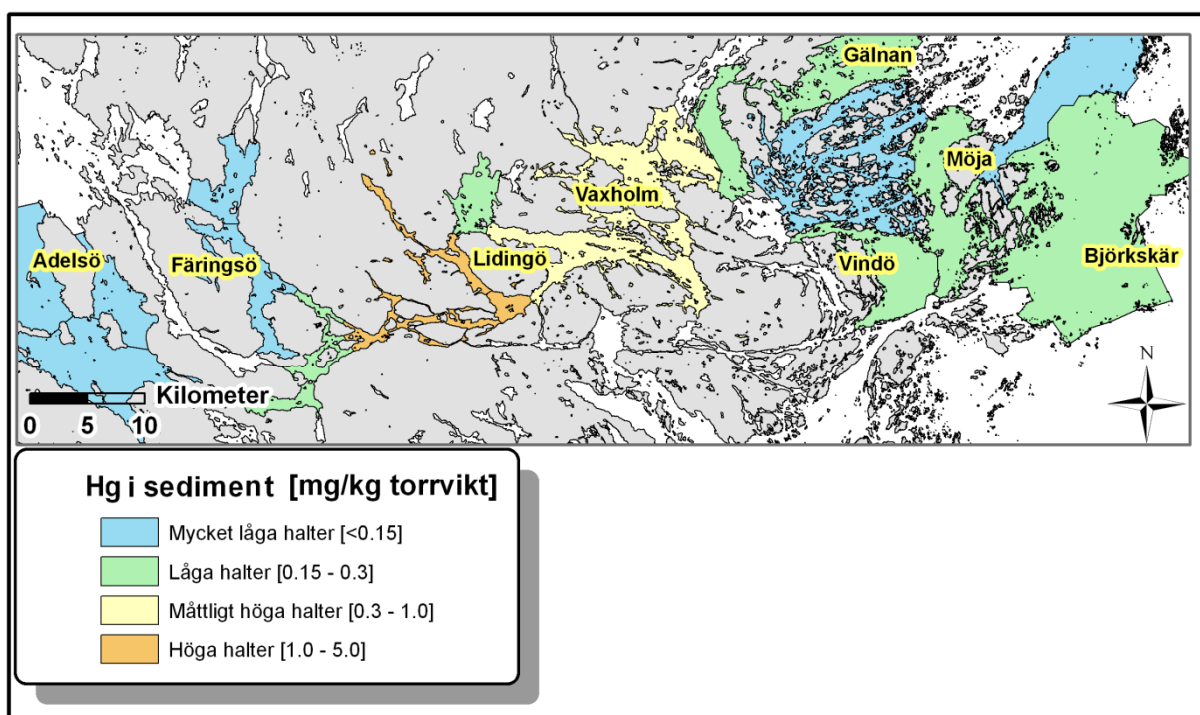 Gälnan
Möja
Vaxholm
Adelsö
Färingsö
Lidingö
Vindö
Björkskär
Kilometer
0 5 10
N
Hg i sediment [mg/kg torrvikt]
Mycket låga halter [<0.15]
Låga halter [0.15 - 0.3]
Måttligt höga halter [0.3 - 1.0]
Höga halter [1.0 - 5.0]